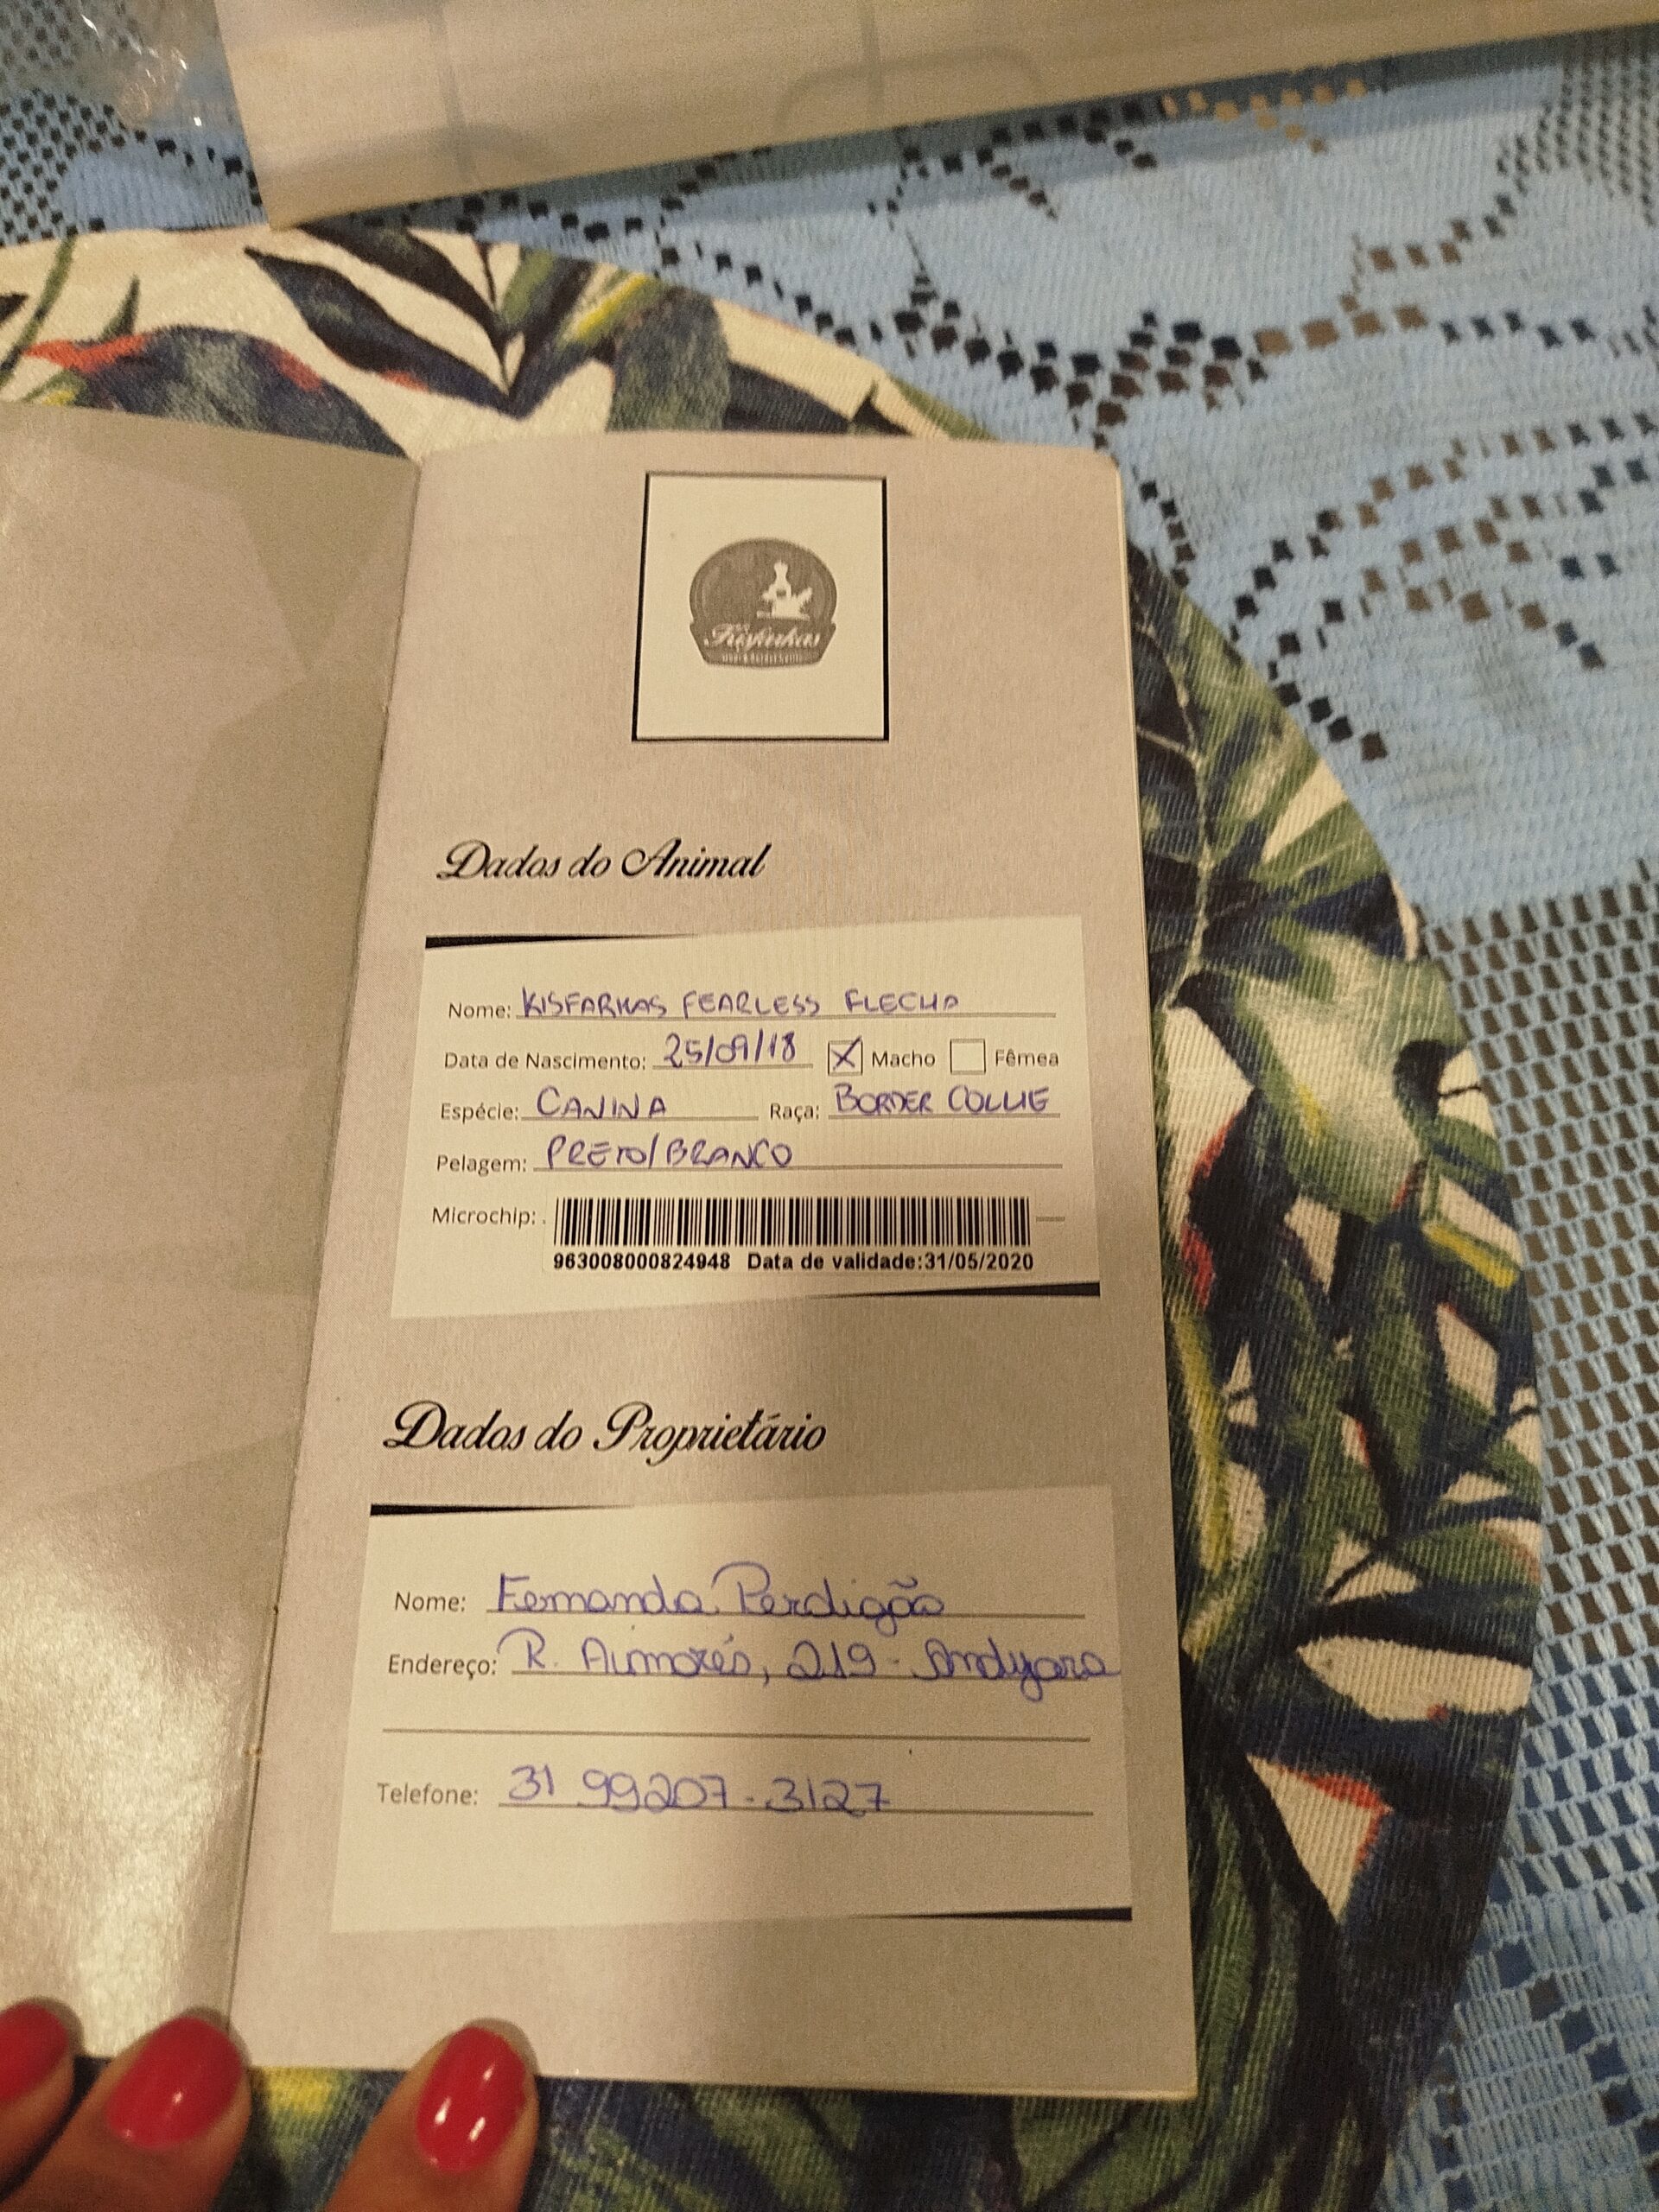 Kisfarkas
Dados do Animal
Nome: KISFARKAS FEARLESS FLECHA
Data de Nascimento: 25/09/18 X Macho Fêmea
Espécie: CANINA Raça: BORDER COLLIE
Pelagem: PRETO/BRANCO
Microchip:
963008000824948 Data de validade:31/05/2020
Dados do Proprietário
Nome: Fernanda Perdigão
Endereço: R. Aimorés, 219 - Andyara
Telefone: 31 99207-3127